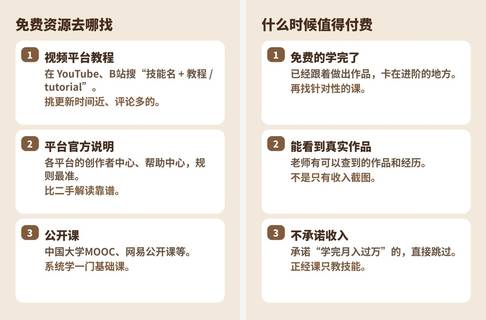 免费资源去哪找
1 视频平台教程
在 YouTube、B站搜“技能名 + 教程 /
tutorial”。
挑更新时间近、评论多的。
2 平台官方说明
各平台的创作者中心、帮助中心，规
则最准。
比二手解读靠谱。
3 公开课
中国大学MOOC、网易公开课等。
系统学一门基础课。
什么时候值得付费
1 免费的学完了
已经跟着做出作品，卡在进阶的地方。
再找针对性的课。
2 能看到真实作品
老师有可以查到的作品和经历。
不是只有收入截图。
3 不承诺收入
承诺“学完月入过万”的，直接跳过。
正经课只教技能。